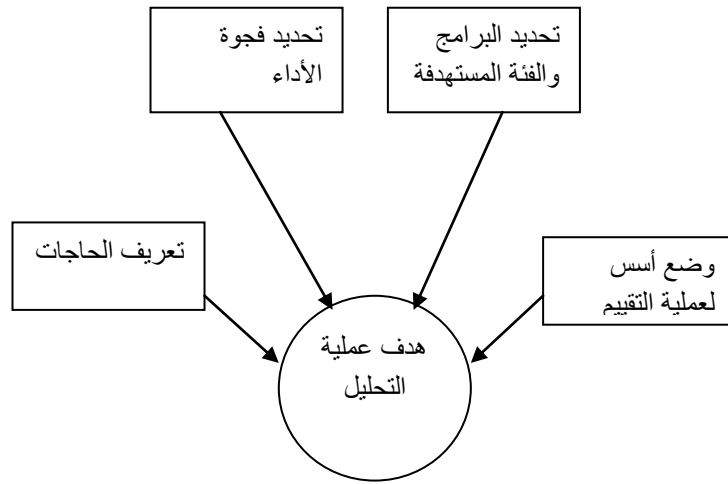 تحديد البرامج
والفئة المستهدفة
تحديد فجوة
الأداء
وضع أسس
لعملية التقييم
تعريف الحاجات
هدف عملية
التحليل